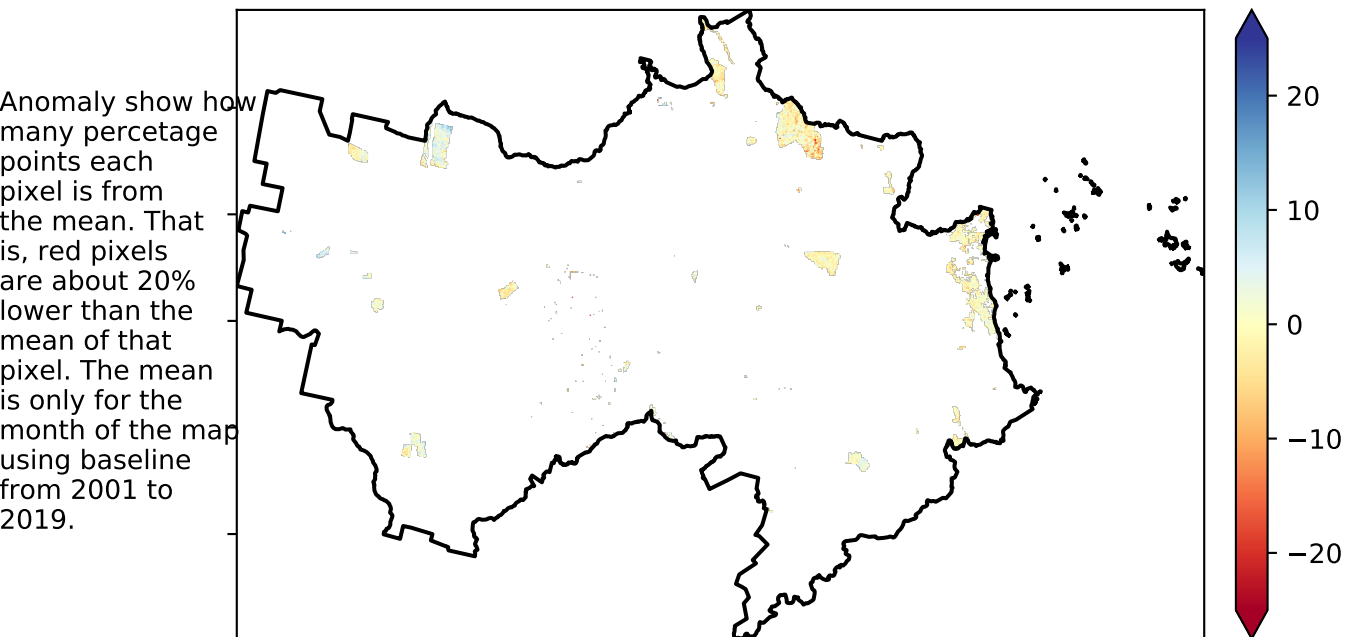 Anomaly show how
many percetage
points each
pixel is from
the mean. That
is, red pixels
are about 20%
lower than the
mean of that
pixel. The mean
is only for the
month of the map
using baseline
from 2001 to
2019.
20
10
0
−10
−20